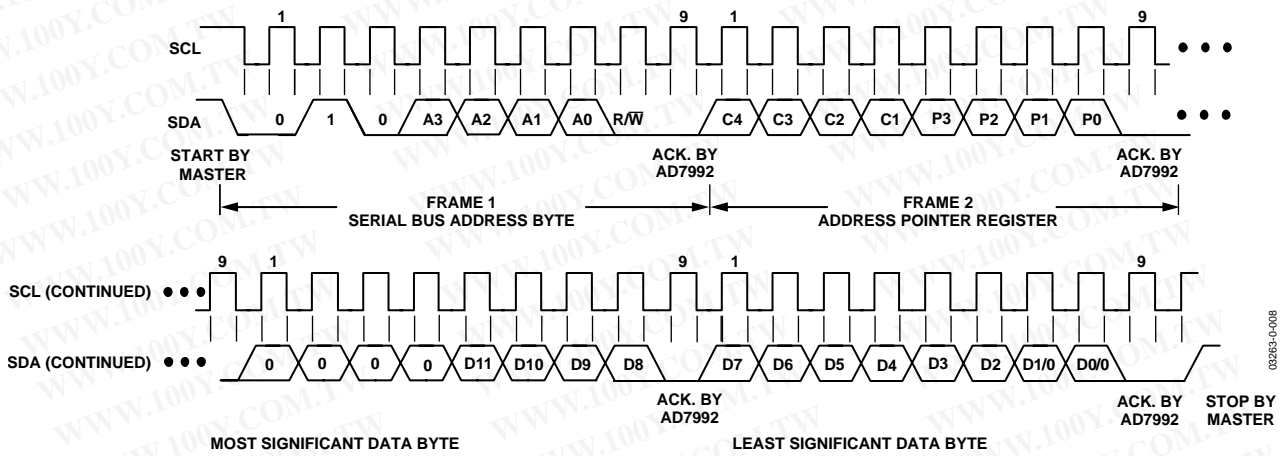 1 9 1 9
SCL
SDA 0 1 0 A3 A2 A1 A0 R/W̅ C4 C3 C2 C1 P3 P2 P1 P0
START BY
MASTER
ACK. BY
AD7992
ACK. BY
AD7992
FRAME 1
SERIAL BUS ADDRESS BYTE
FRAME 2
ADDRESS POINTER REGISTER
9 1 9 1 9
SCL (CONTINUED)
SDA (CONTINUED) 0 0 0 0 D11 D10 D9 D8 D7 D6 D5 D4 D3 D2 D1/0 D0/0
ACK. BY
AD7992
ACK. BY
AD7992
STOP BY
MASTER
MOST SIGNIFICANT DATA BYTE
LEAST SIGNIFICANT DATA BYTE
03263-0-008
WWW.100Y.COM.TW